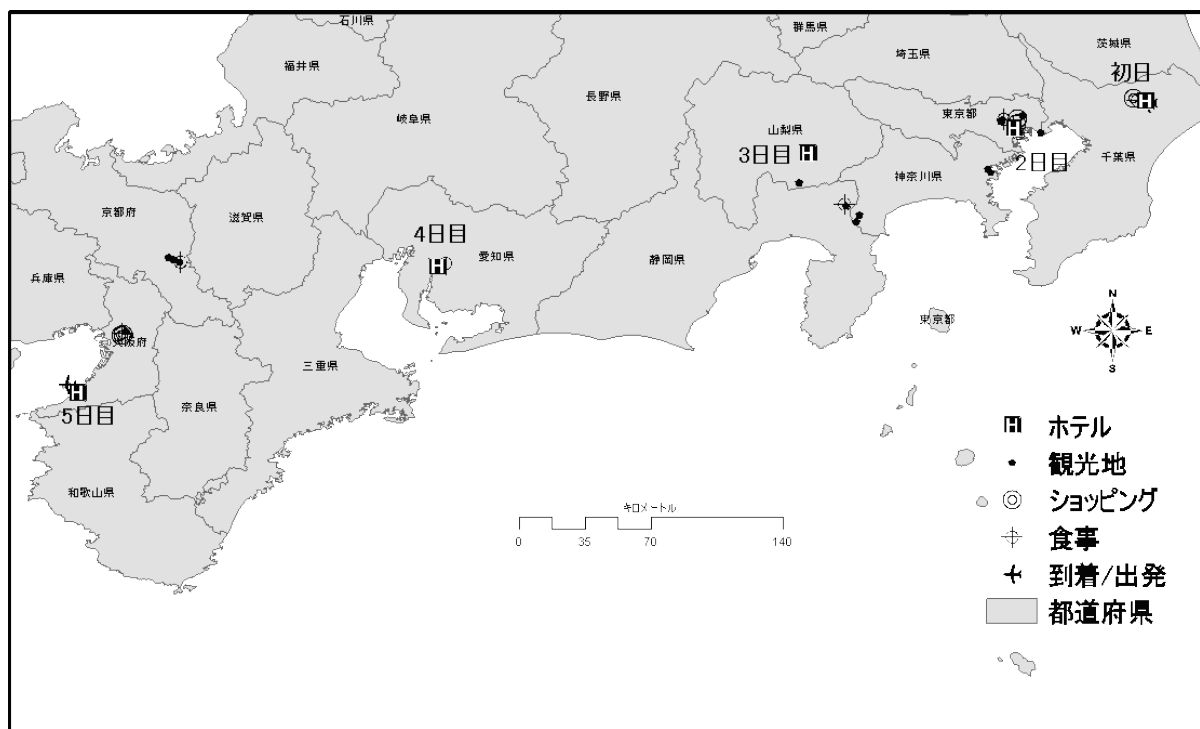 石川県
群馬県
茨城県
埼玉県
福井県
初日
長野県
東京都
岐阜県
山梨県
3日目
2日目
千葉県
神奈川県
京都府
滋賀県
4日目
愛知県
静岡県
兵庫県
東京都
N
W
E
S
大阪府
三重県
奈良県
5日目
和歌山県
キロメートル
0
35
70
140
ホテル
観光地
ショッピング
食事
到着/出発
都道府県